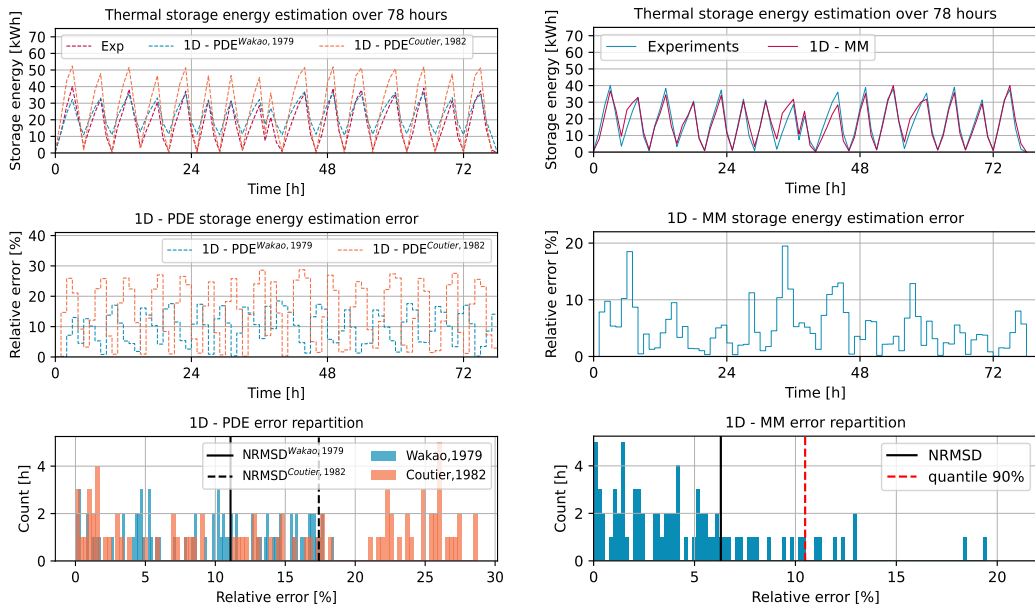 Thermal storage energy estimation over 78 hours
Storage energy [kWh]
70
60
50
40
30
20
10
0
Exp
1D - PDE^Wakao, 1979
1D - PDE^Coutier, 1982
0
24
48
72
Time [h]
Thermal storage energy estimation over 78 hours
Storage energy [kWh]
70
60
50
40
30
20
10
0
Experiments
1D - MM
0
24
48
72
Time [h]
1D - PDE storage energy estimation error
Relative error [%]
40
30
20
10
0
1D - PDE^Wakao, 1979
1D - PDE^Coutier, 1982
0
24
48
72
Time [h]
1D - MM storage energy estimation error
Relative error [%]
20
10
0
0
24
48
72
Time [h]
1D - PDE error repartition
Count [h]
4
2
0
NRMSD^Wakao, 1979
NRMSD^Coutier, 1982
Wakao,1979
Coutier,1982
0
5
10
15
20
25
30
Relative error [%]
1D - MM error repartition
Count [h]
4
2
0
NRMSD
quantile 90%
0
5
10
15
20
Relative error [%]